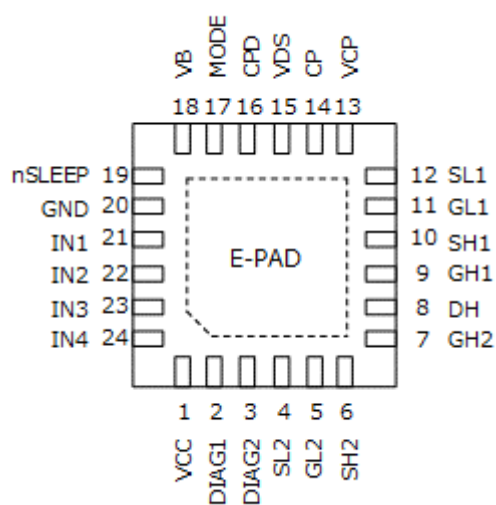 VB MODE CPD VDS CP VCP
18 17 16 15 14 13
nSLEEP 19
12 SL1
GND 20
11 GL1
IN1 21
10 SH1
E-PAD
IN2 22
9 GH1
IN3 23
8 DH
IN4 24
7 GH2
1 2 3 4 5 6
VCC DIAG1 DIAG2 SL2 GL2 SH2